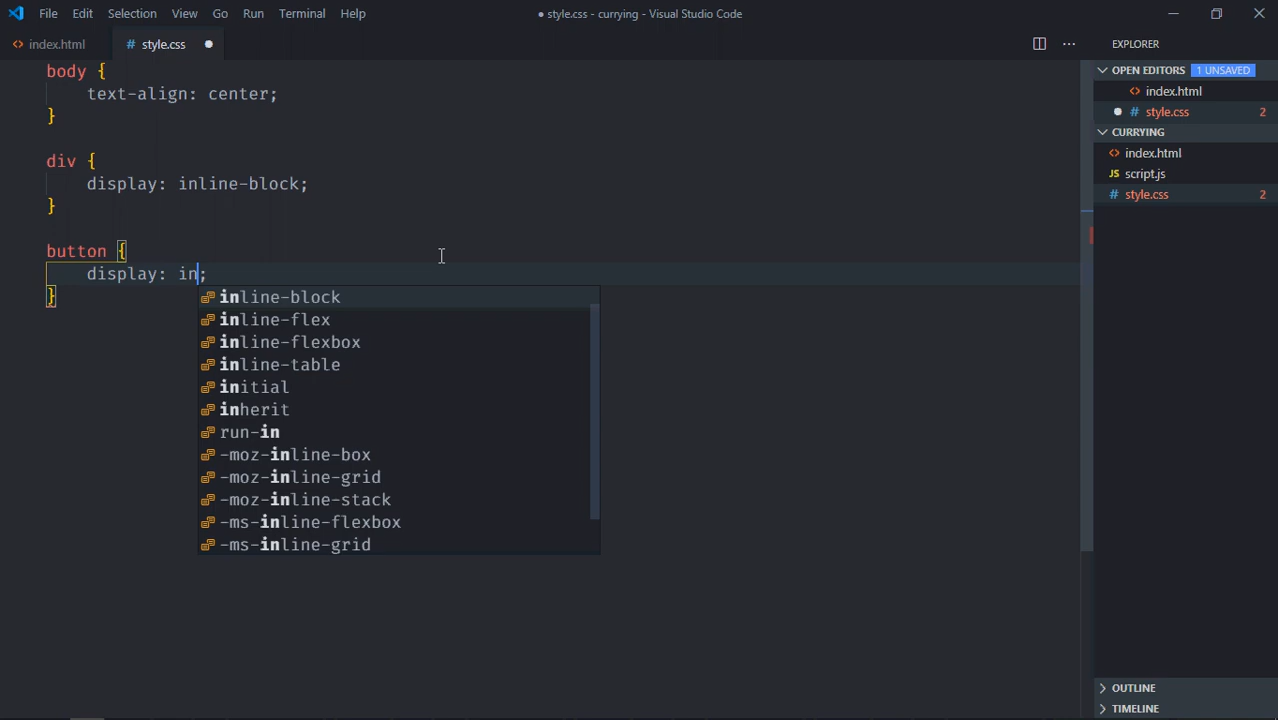 File Edit Selection View Go Run Terminal Help ● style.css - currying - Visual Studio Code
<> index.html # style.css ●
EXPLORER
OPEN EDITORS 1 UNSAVED
<> index.html
● # style.css 2
CURRYING
<> index.html
JS script.js
# style.css 2
OUTLINE
TIMELINE
body {
text-align: center;
}
div {
display: inline-block;
}
button {
display: in;
}
inline-block
inline-flex
inline-flexbox
inline-table
initial
inherit
run-in
-moz-inline-box
-moz-inline-grid
-moz-inline-stack
-ms-inline-flexbox
-ms-inline-grid